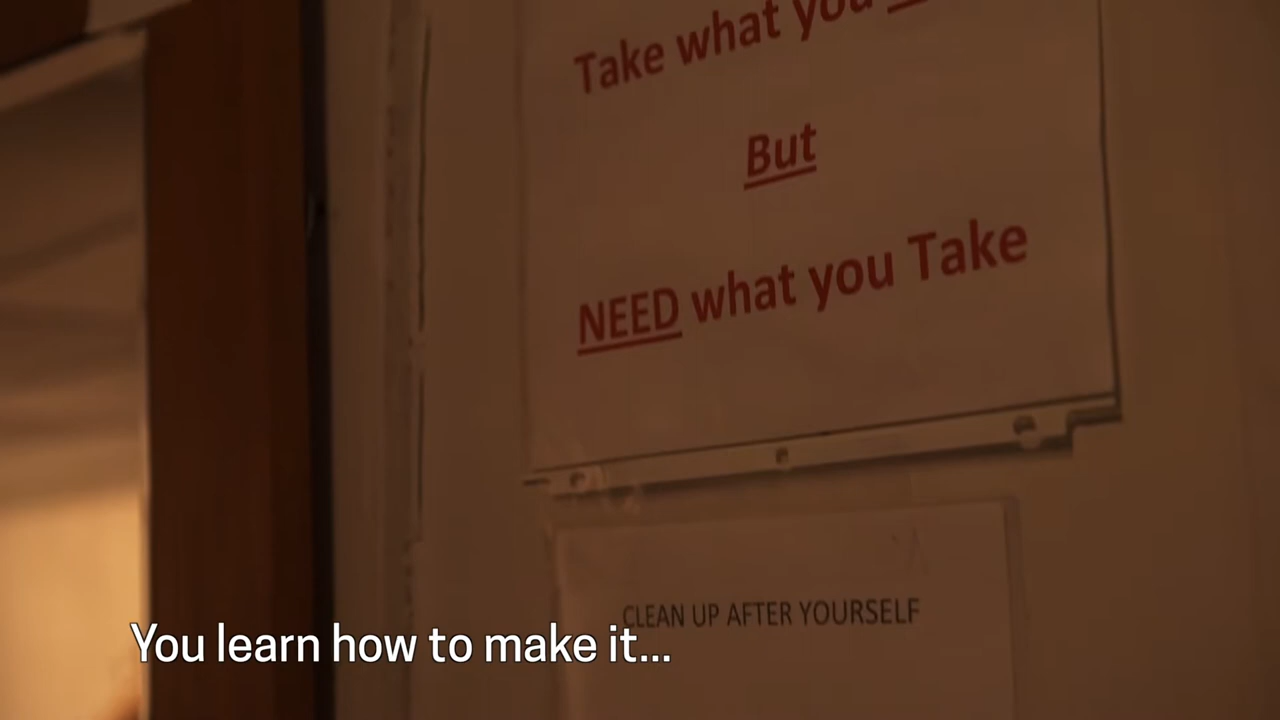 Take what you
But
NEED what you Take
CLEAN UP AFTER YOURSELF
You learn how to make it...